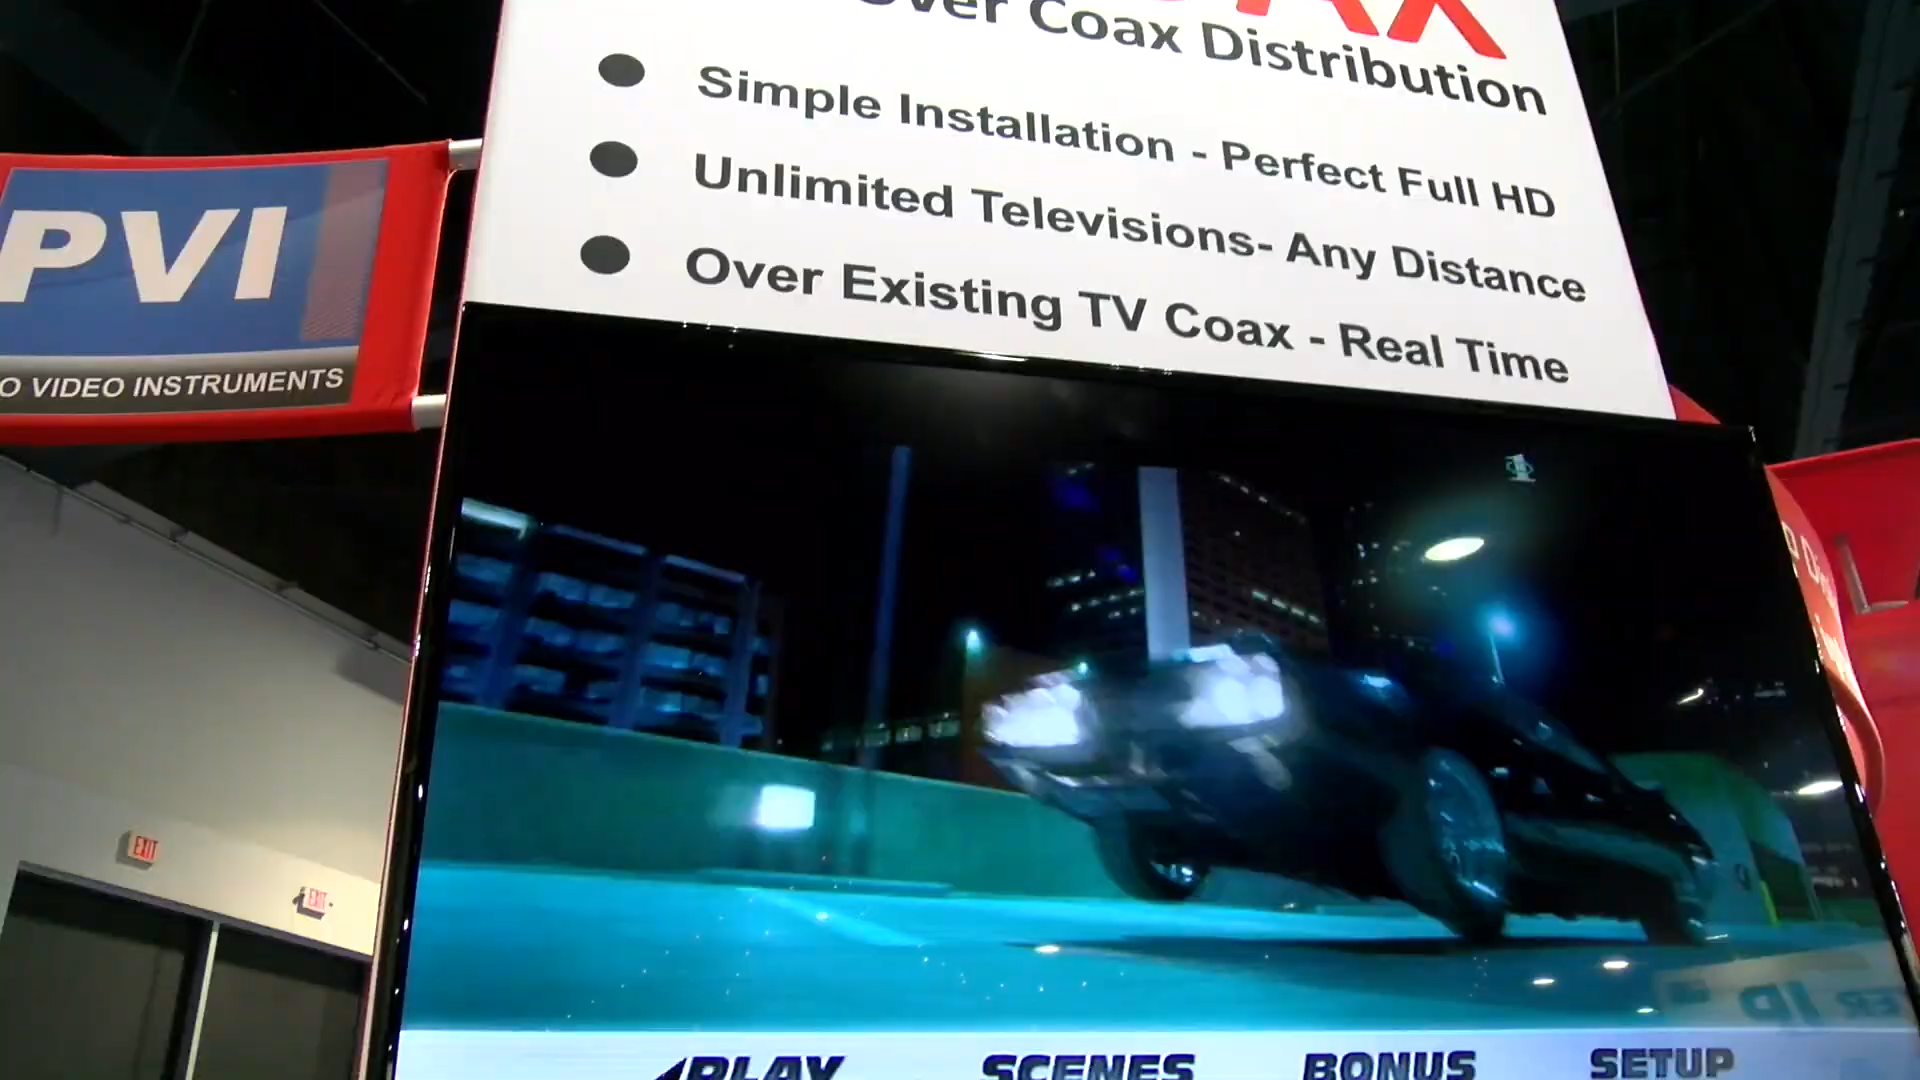 Over Coax Distribution
Simple Installation - Perfect Full HD
Unlimited Televisions- Any Distance
Over Existing TV Coax - Real Time
PVI
O VIDEO INSTRUMENTS
EXIT
EXIT
PLAY SCENES BONUS SETUP